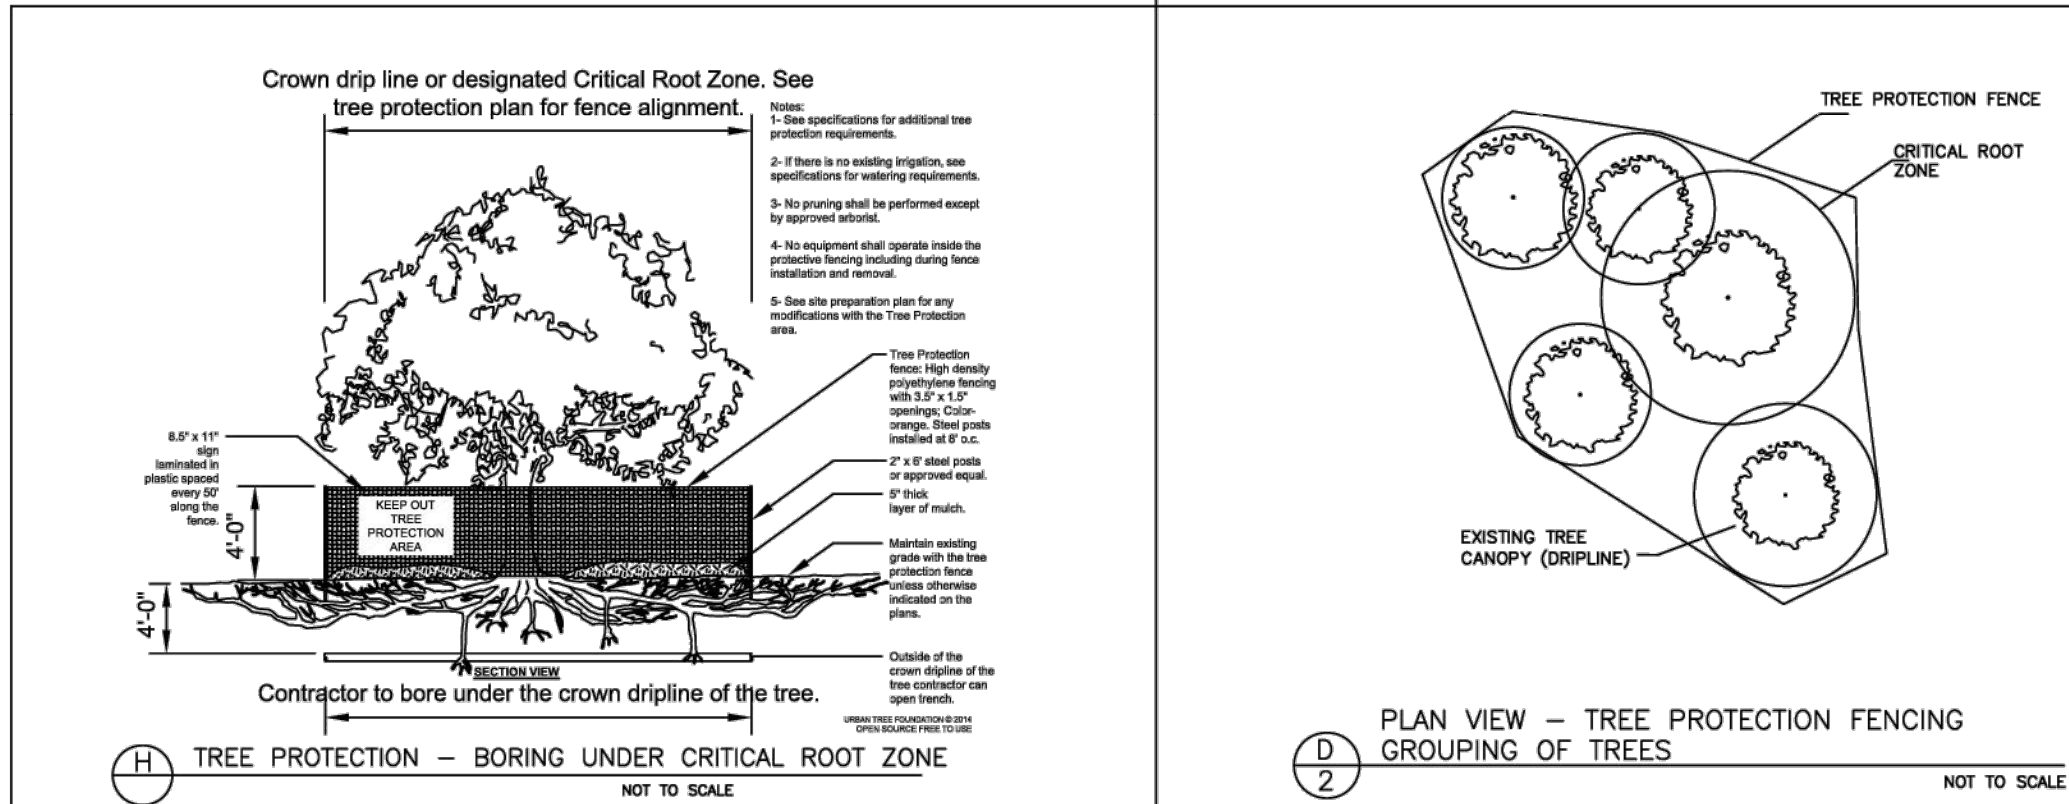 Crown drip line or designated Critical Root Zone. See
tree protection plan for fence alignment.
Notes:
1- See specifications for additional tree
protection requirements.
2- If there is no existing irrigation, see
specifications for watering requirements.
3- No pruning shall be performed except
by approved arborist.
4- No equipment shall operate inside the
protective fencing including during fence
installation and removal.
5- See site preparation plan for any
modifications with the Tree Protection
area.
Tree Protection
fence: High density
polyethylene fencing
with 3.5" x 1.5"
openings; Color-
orange. Steel posts
installed at 8' o.c.
2" x 6' steel posts
or approved equal.
5" thick
layer of mulch.
Maintain existing
grade with the tree
protection fence
unless otherwise
indicated on the
plans.
Outside of the
crown dripline of the
tree contractor can
open trench.
8.5" x 11"
sign
laminated in
plastic spaced
every 50'
along the
fence.
4'-0"
KEEP OUT
TREE
PROTECTION
AREA
4'-0"
SECTION VIEW
Contractor to bore under the crown dripline of the tree.
URBAN TREE FOUNDATION © 2014
OPEN SOURCE FREE TO USE
H
TREE PROTECTION – BORING UNDER CRITICAL ROOT ZONE
NOT TO SCALE
TREE PROTECTION FENCE
CRITICAL ROOT
ZONE
EXISTING TREE
CANOPY (DRIPLINE)
D
2
PLAN VIEW – TREE PROTECTION FENCING
GROUPING OF TREES
NOT TO SCALE